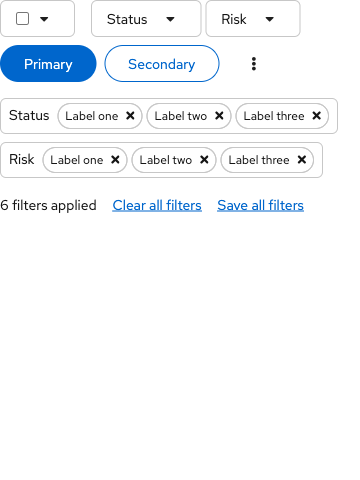 Status Risk
Primary Secondary
Status Label one Label two Label three
Risk Label one Label two Label three
6 filters applied Clear all filters Save all filters